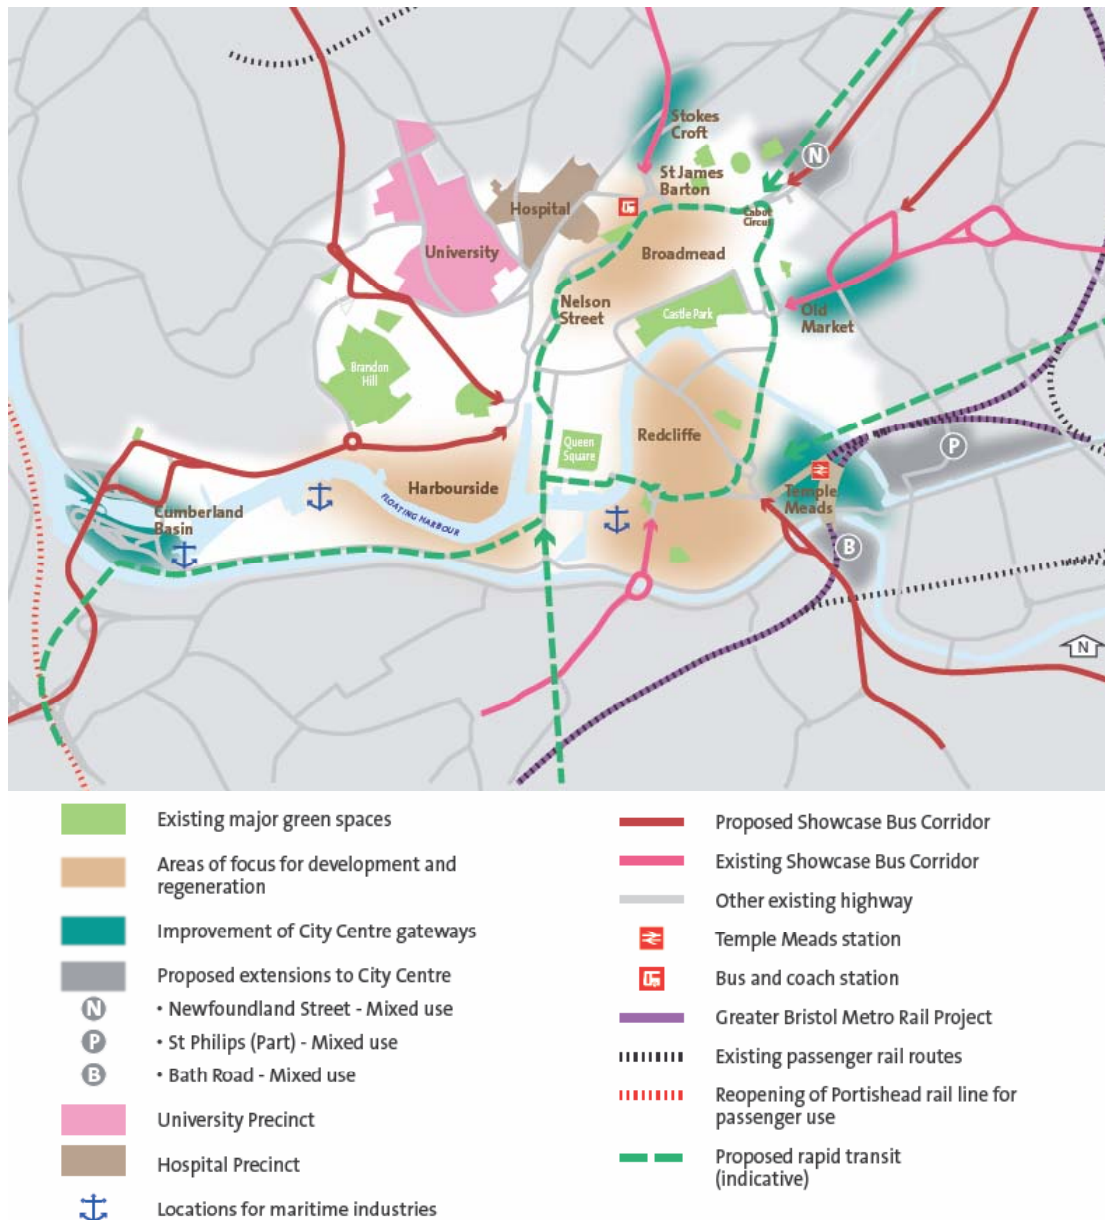 Stokes
Croft
N
St James
Barton
Hospital
Cabot
Circus
University
Broadmead
Nelson
Street
Castle Park
Old
Market
Brandon
Hill
Redcliffe
Queen
Square
P
Harbourside
Temple
Meads
Cumberland
Basin
FLOATING HARBOUR
B
N
Existing major green spaces
Areas of focus for development and
regeneration
Improvement of City Centre gateways
Proposed extensions to City Centre
N • Newfoundland Street - Mixed use
P • St Philips (Part) - Mixed use
B • Bath Road - Mixed use
University Precinct
Hospital Precinct
Locations for maritime industries
Proposed Showcase Bus Corridor
Existing Showcase Bus Corridor
Other existing highway
Temple Meads station
Bus and coach station
Greater Bristol Metro Rail Project
Existing passenger rail routes
Reopening of Portishead rail line for
passenger use
Proposed rapid transit
(indicative)